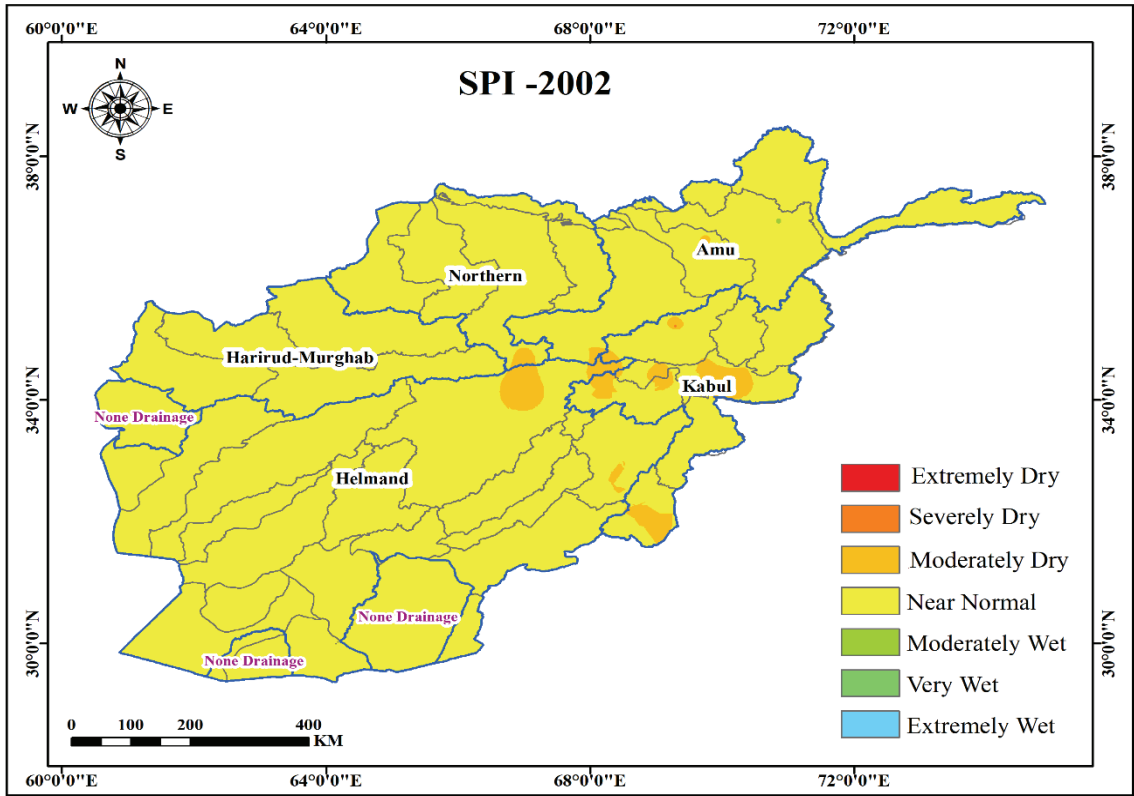 60°0'0"E 64°0'0"E 68°0'0"E 72°0'0"E
N
W E
S
SPI -2002
38°0'0"N
38°0'0"N
Amu
Northern
Harirud-Murghab
Kabul
34°0'0"N
34°0'0"N
None Drainage
Helmand
Extremely Dry
Severely Dry
Moderately Dry
Near Normal
Moderately Wet
Very Wet
Extremely Wet
None Drainage
30°0'0"N
30°0'0"N
None Drainage
0 100 200 400
KM
60°0'0"E 64°0'0"E 68°0'0"E 72°0'0"E